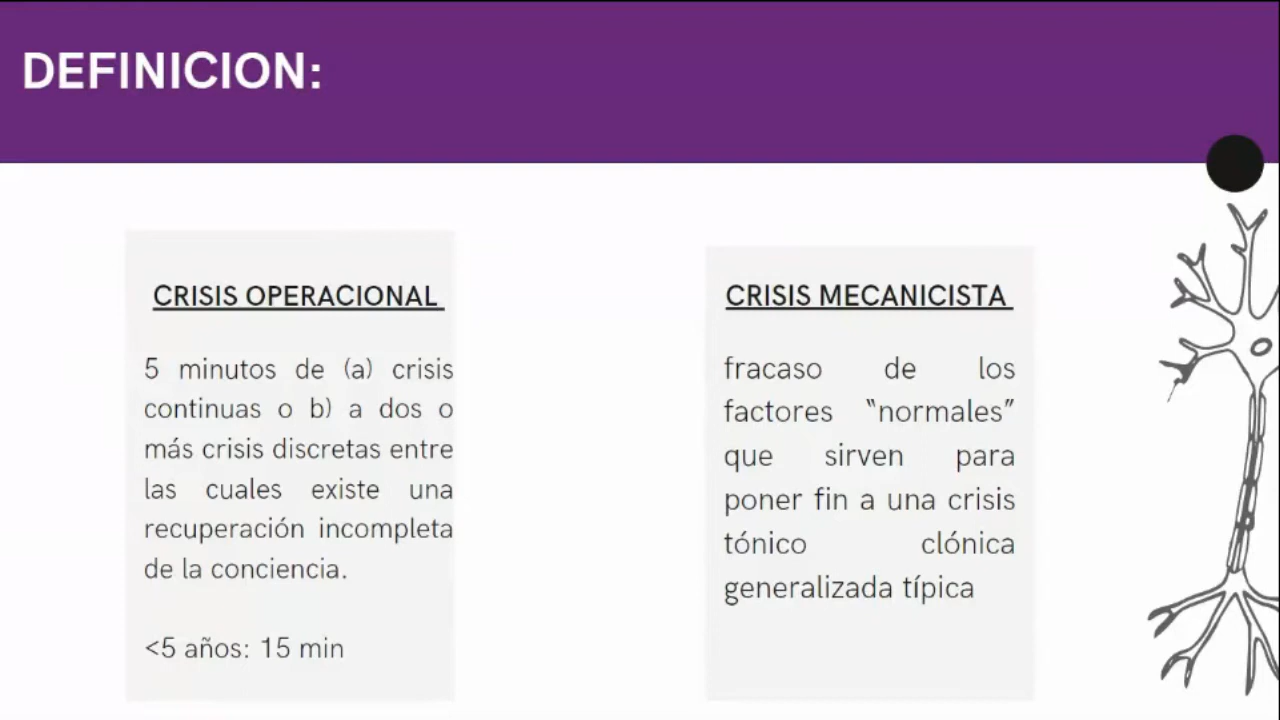 DEFINICION:
CRISIS OPERACIONAL
5 minutos de (a) crisis
continuas o b) a dos o
más crisis discretas entre
las cuales existe una
recuperación incompleta
de la conciencia.
<5 años: 15 min
CRISIS MECANICISTA
fracaso de los
factores “normales”
que sirven para
poner fin a una crisis
tónico clónica
generalizada típica